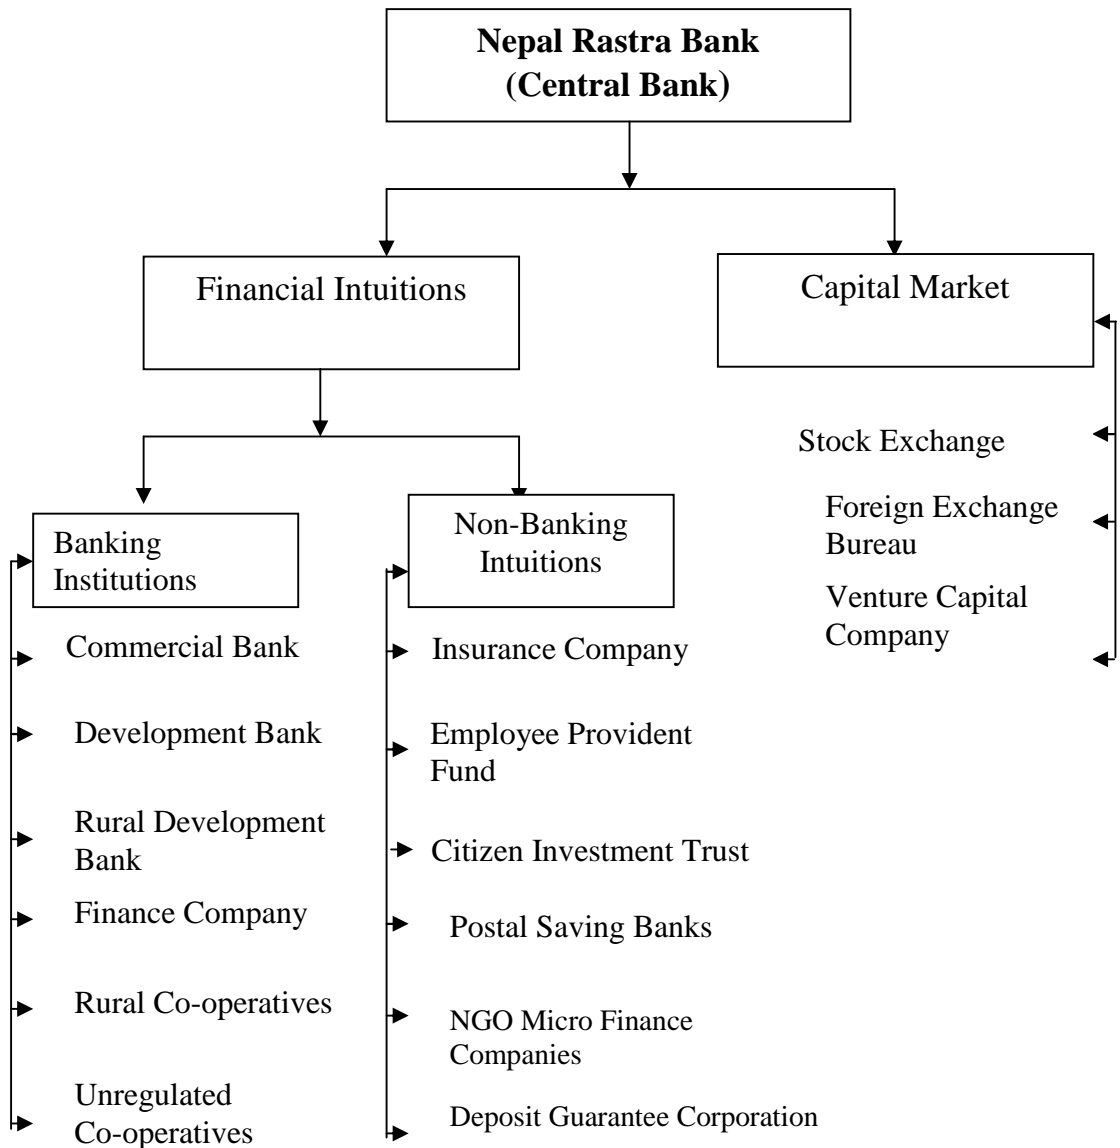 Nepal Rastra Bank
(Central Bank)
Financial Intuitions
Capital Market
Stock Exchange
Foreign Exchange
Bureau
Venture Capital
Company
Banking
Institutions
Commercial Bank
Development Bank
Rural Development
Bank
Finance Company
Rural Co-operatives
Unregulated
Co-operatives
Non-Banking
Intuitions
Insurance Company
Employee Provident
Fund
Citizen Investment Trust
Postal Saving Banks
NGO Micro Finance
Companies
Deposit Guarantee Corporation